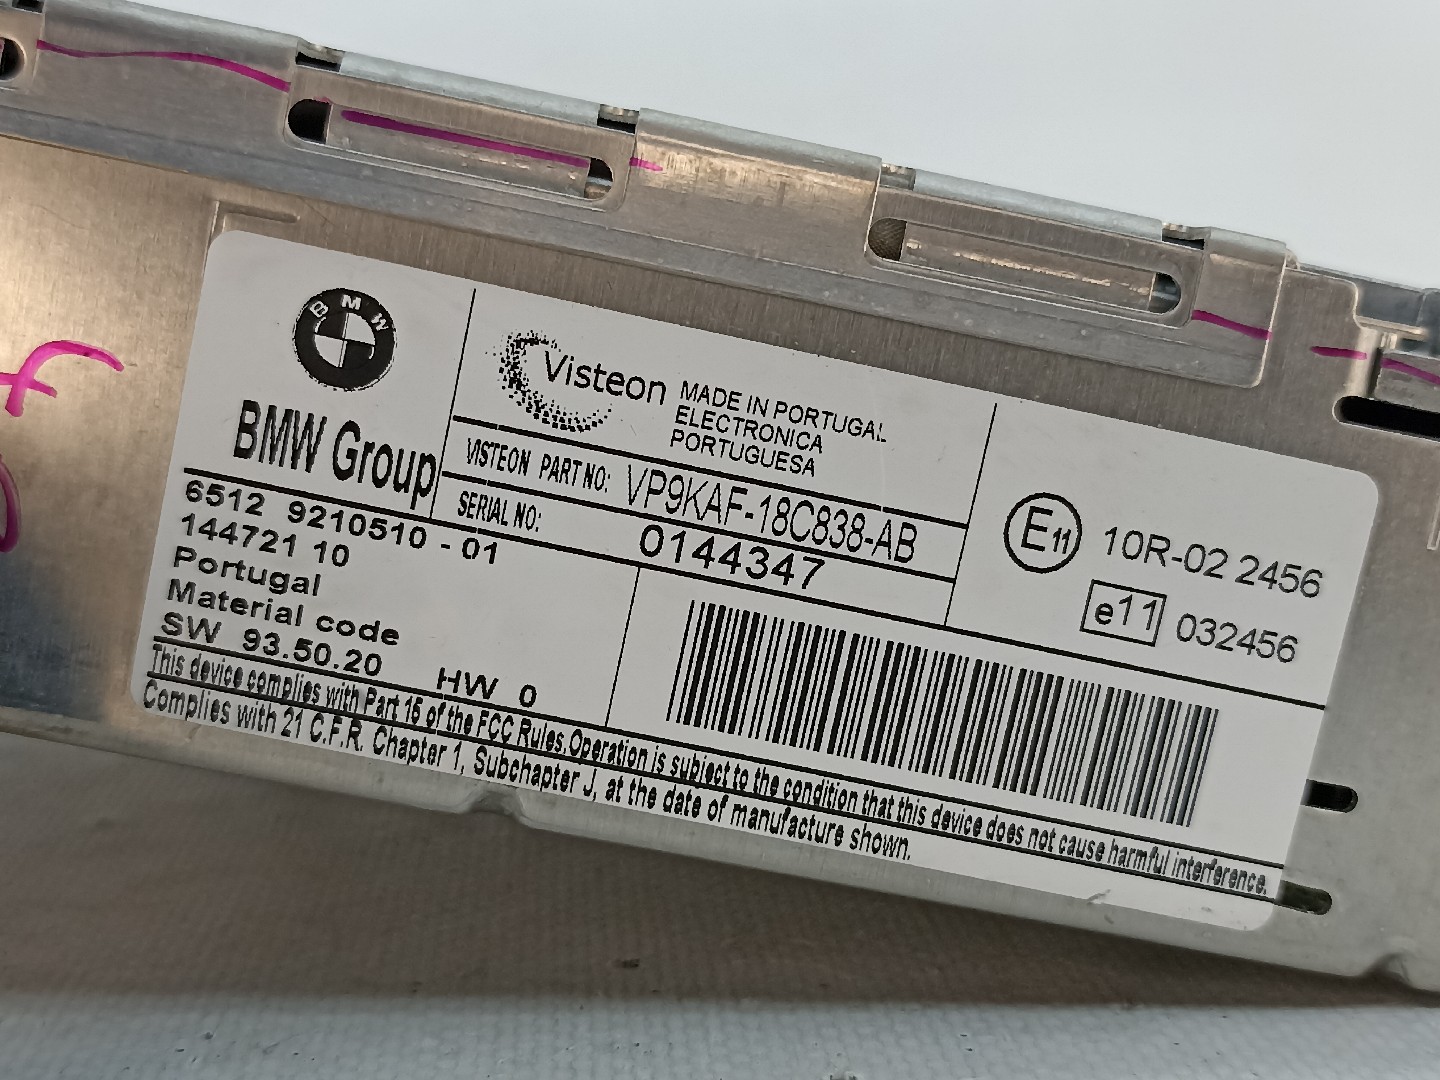 BMW
BMW Group
6512 9210510 - 01
144721 10
Portugal
Material code
SW 93.50.20 HW 0
Visteon
MADE IN PORTUGAL
ELECTRONICA
PORTUGUESA
VISTEON PART NO: VP9KAF-18C838-AB
SERIAL NO: 0144347
E11 10R-02 2456
e11 032456
This device complies with Part 15 of the FCC Rules.Operation is subject to the condition that this device does not cause harmful interference.
Complies with 21 C.F.R. Chapter 1, Subchapter J, at the date of manufacture shown.